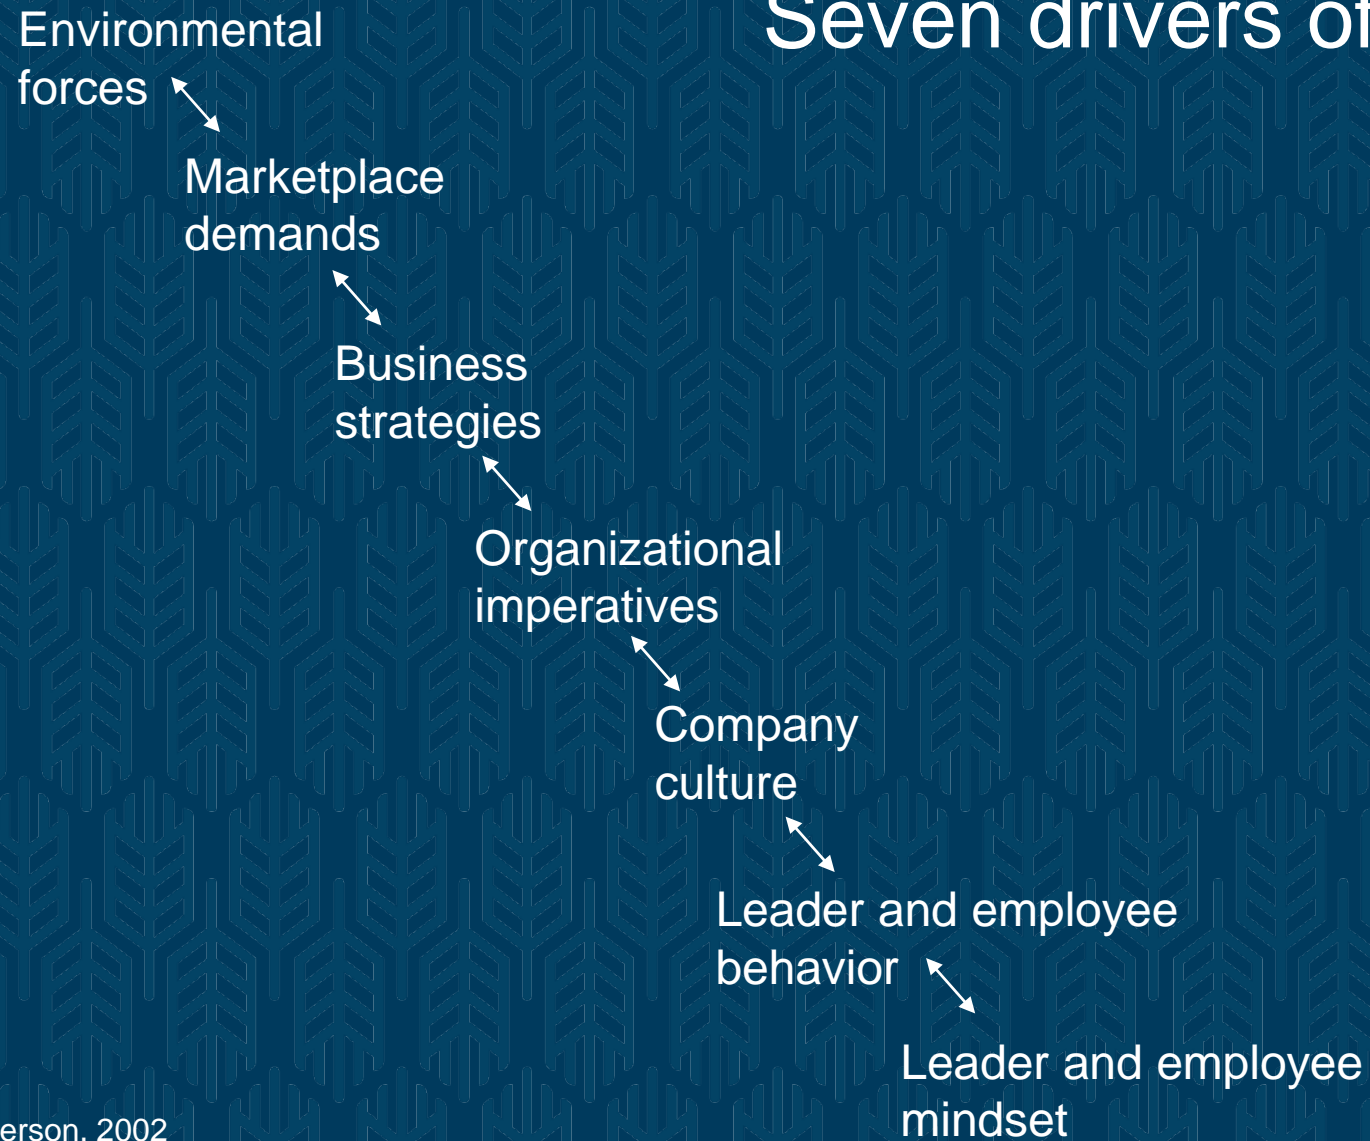 Seven drivers of
Environmental
forces
Marketplace
demands
Business
strategies
Organizational
imperatives
Company
culture
Leader and employee
behavior
Leader and employee
mindset
erson, 2002